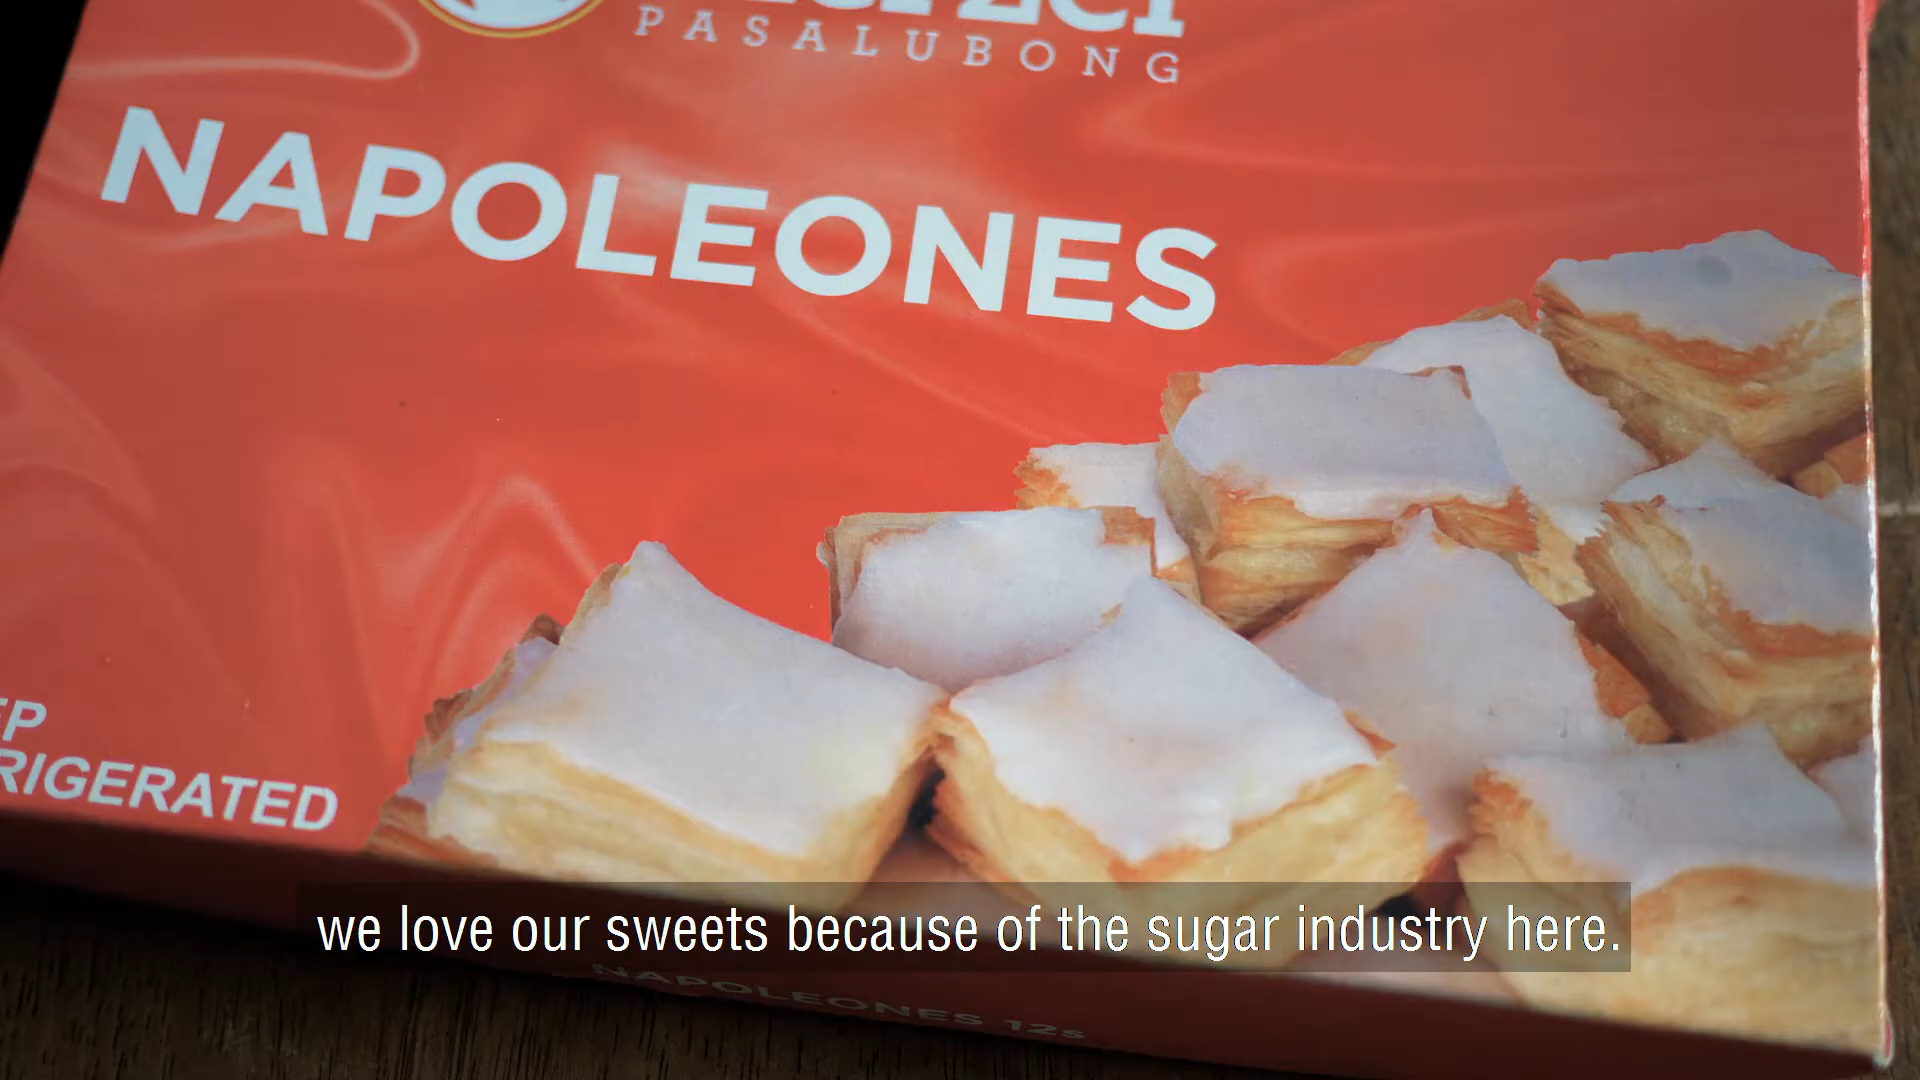 PASALUBONG
NAPOLEONES
RIGERATED
we love our sweets because of the sugar industry here.
NAPOLEONES 12s